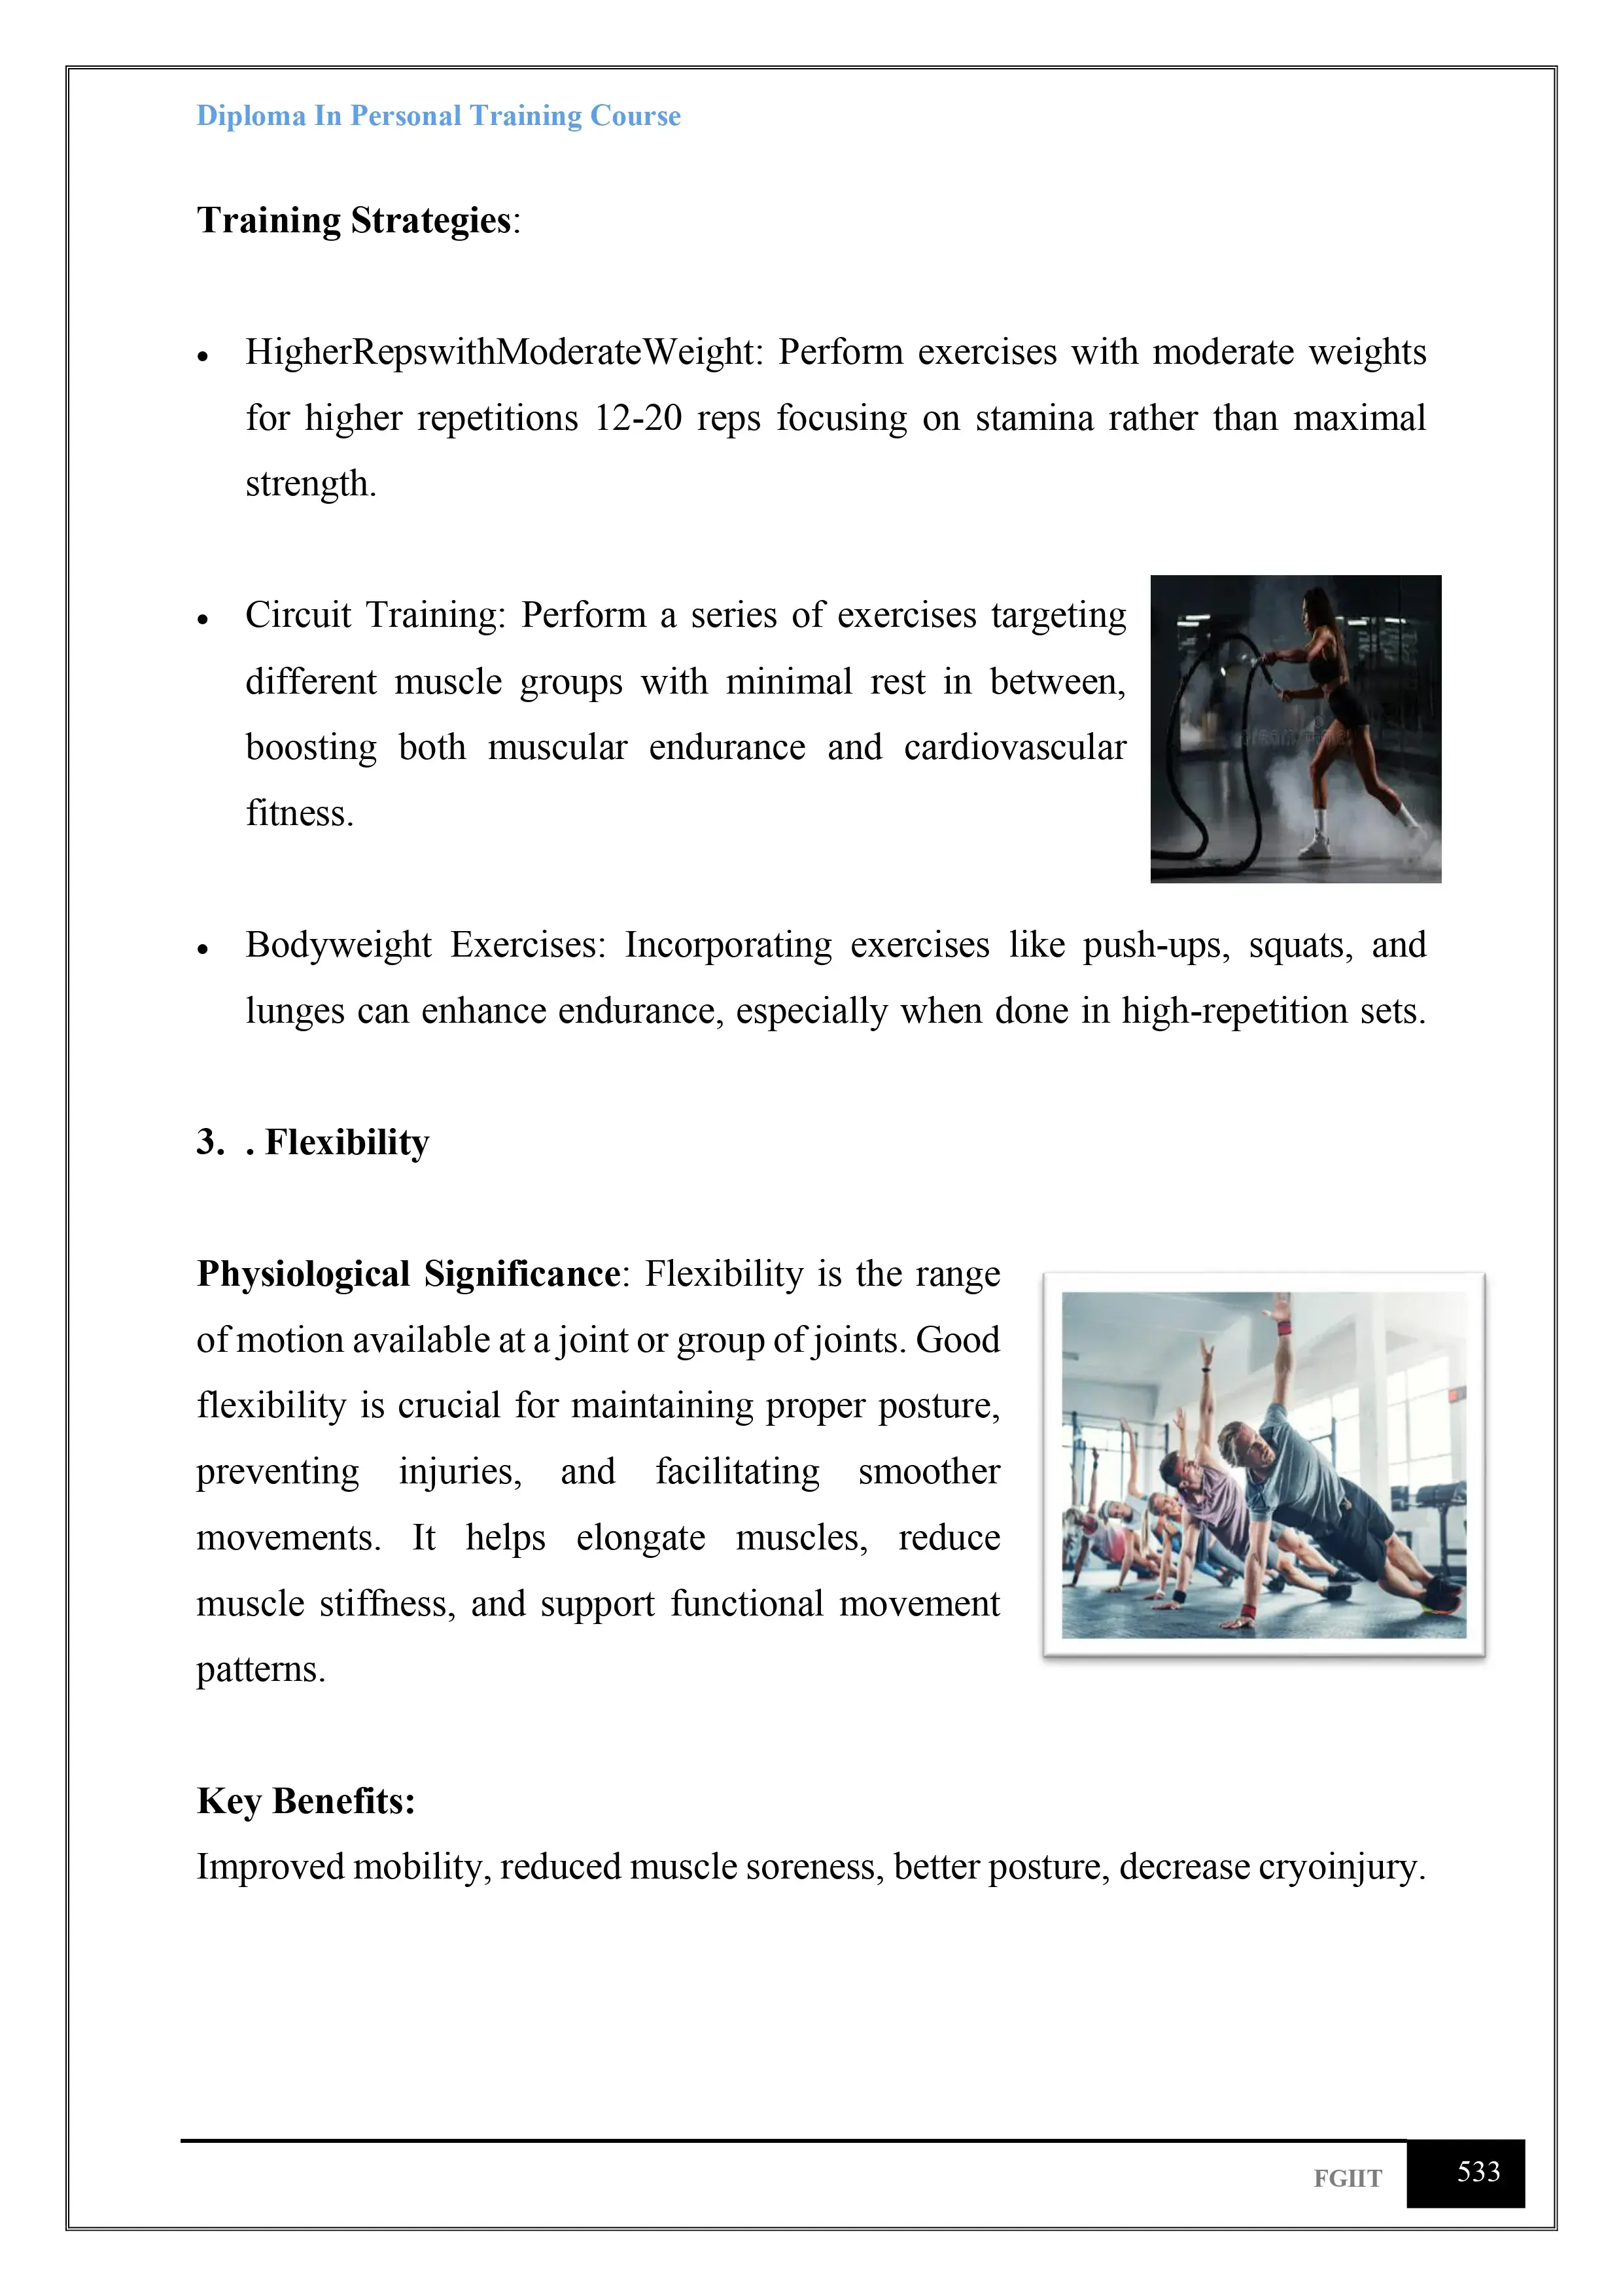 Diploma In Personal Training Course
Training Strategies:
• HigherRepswithModerateWeight: Perform exercises with moderate weights
for higher repetitions 12-20 reps focusing on stamina rather than maximal
strength.
• Circuit Training: Perform a series of exercises targeting
different muscle groups with minimal rest in between,
boosting both muscular endurance and cardiovascular
fitness.
• Bodyweight Exercises: Incorporating exercises like push-ups, squats, and
lunges can enhance endurance, especially when done in high-repetition sets.
3. . Flexibility
Physiological Significance: Flexibility is the range
of motion available at a joint or group of joints. Good
flexibility is crucial for maintaining proper posture,
preventing injuries, and facilitating smoother
movements. It helps elongate muscles, reduce
muscle stiffness, and support functional movement
patterns.
Key Benefits:
Improved mobility, reduced muscle soreness, better posture, decrease cryoinjury.
FGIIT
533